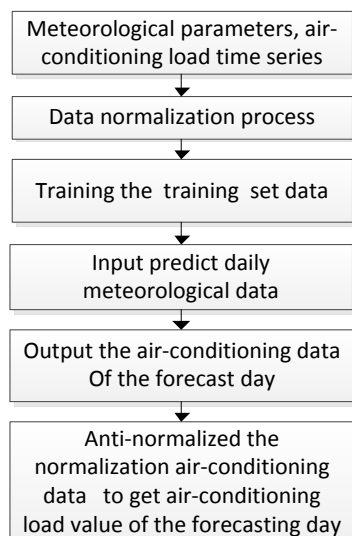 Meteorological parameters, air-
conditioning load time series
Data normalization process
Training the training set data
Input predict daily
meteorological data
Output the air-conditioning data
Of the forecast day
Anti-normalized the
normalization air-conditioning
data to get air-conditioning
load value of the forecasting day